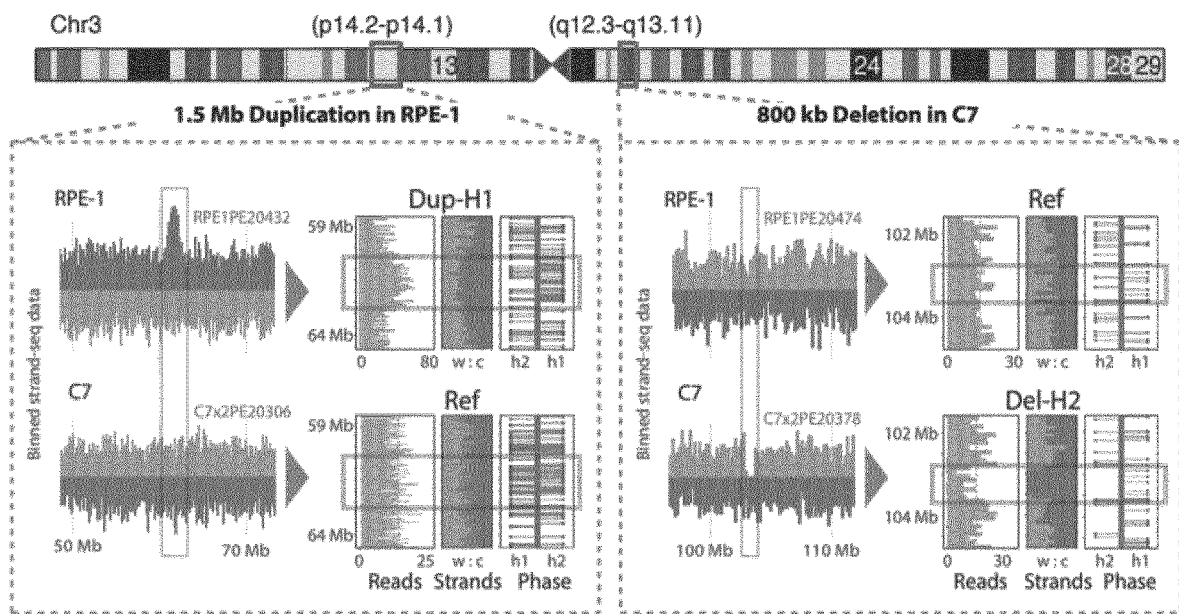 Chr3 (p14.2-p14.1) (q12.3-q13.11)
13 24 28 29
1.5 Mb Duplication in RPE-1 800 kb Deletion in C7
Binned strand-seq data
RPE-1
RPE1PE20432
Dup-H1
59 Mb
64 Mb
0 80 w:c h2 h1
C7
C7x2PE20306
Ref
59 Mb
64 Mb
50 Mb 70 Mb
0 25 w:c h1 h2
Reads Strands Phase
Binned strand-seq data
RPE-1
RPE1PE20474
Ref
102 Mb
104 Mb
0 30 w:c h2 h1
C7
C7x2PE20378
Del-H2
102 Mb
104 Mb
100 Mb 110 Mb
0 30 w:c h2 h1
Reads Strands Phase